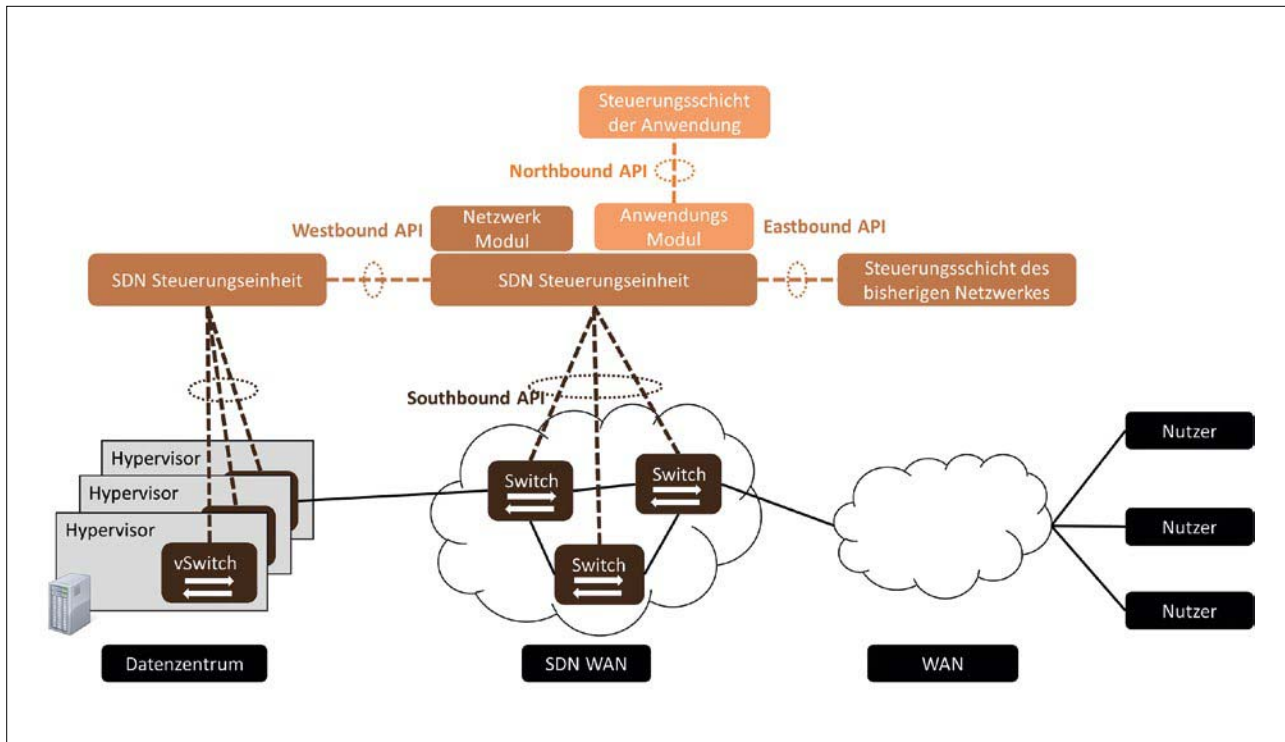 Steuerungsschicht
der Anwendung
Northbound API
Westbound API
Netzwerk
Modul
Anwendungs
Modul
Eastbound API
SDN Steuerungseinheit
SDN Steuerungseinheit
Steuerungsschicht des
bisherigen Netzwerkes
Southbound API
Hypervisor
Hypervisor
Hypervisor
vSwitch
Switch
Switch
Switch
Nutzer
Nutzer
Nutzer
Datenzentrum
SDN WAN
WAN